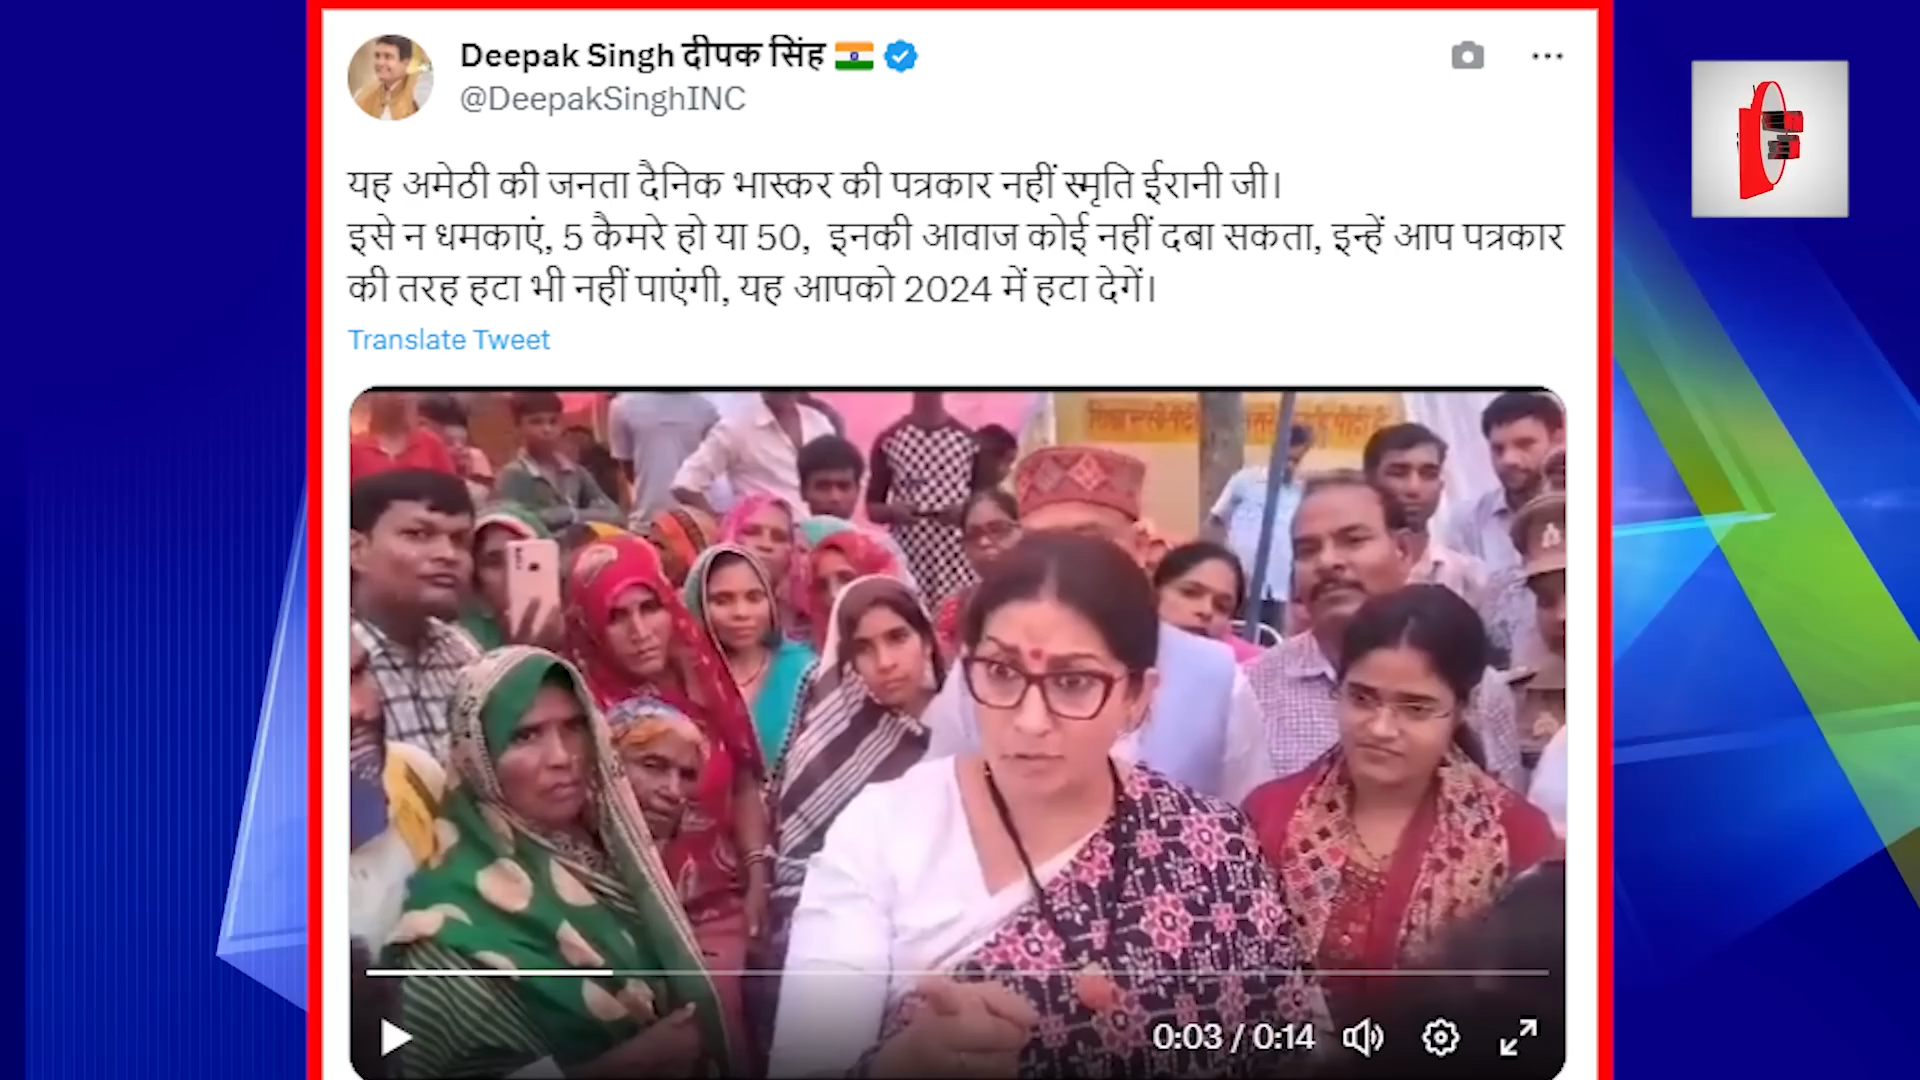 Deepak Singh दीपक सिंह
@DeepakSinghINC
यह अमेठी की जनता दैनिक भास्कर की पत्रकार नहीं स्मृति ईरानी जी।
इसे न धमकाएं, 5 कैमरे हो या 50, इनकी आवाज कोई नहीं दबा सकता, इन्हें आप पत्रकार
की तरह हटा भी नहीं पाएंगी, यह आपको 2024 में हटा देगें।
Translate Tweet
0:03 / 0:14